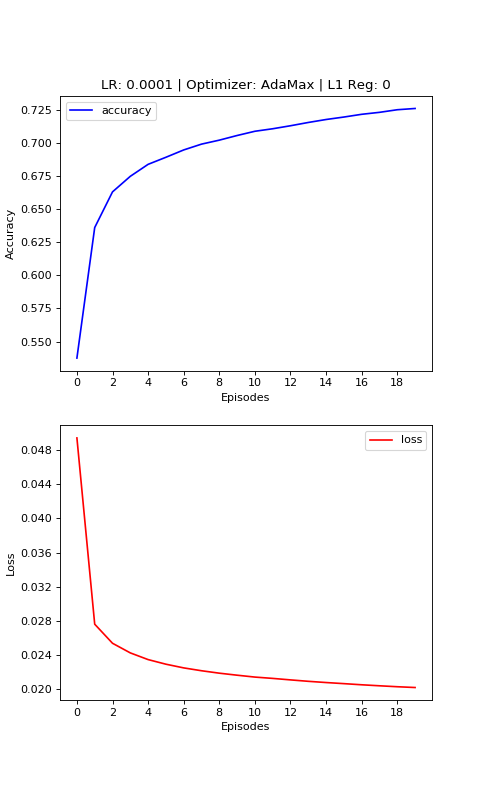 LR: 0.0001 | Optimizer: AdaMax | L1 Reg: 0
accuracy
0.725
0.700
0.675
0.650
0.625
0.600
0.575
0.550
Accuracy
0 2 4 6 8 10 12 14 16 18
Episodes
loss
0.048
0.044
0.040
0.036
0.032
0.028
0.024
0.020
Loss
0 2 4 6 8 10 12 14 16 18
Episodes